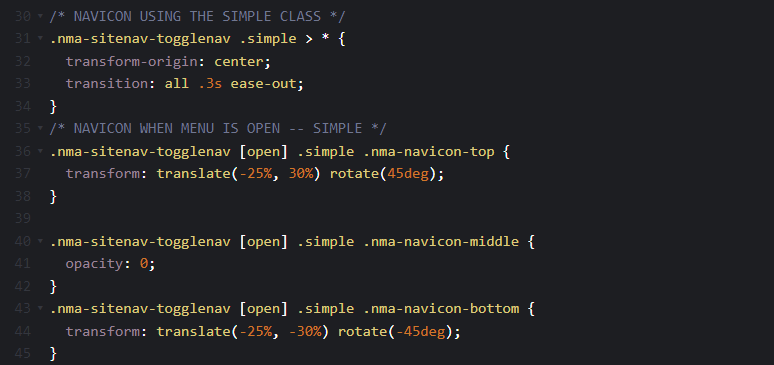 30 /* NAVICON USING THE SIMPLE CLASS */
31 .nma-sitenav-togglenav .simple > * {
32   transform-origin: center;
33   transition: all .3s ease-out;
34 }
35 /* NAVICON WHEN MENU IS OPEN -- SIMPLE */
36 .nma-sitenav-togglenav [open] .simple .nma-navicon-top {
37   transform: translate(-25%, 30%) rotate(45deg);
38 }
39
40 .nma-sitenav-togglenav [open] .simple .nma-navicon-middle {
41   opacity: 0;
42 }
43 .nma-sitenav-togglenav [open] .simple .nma-navicon-bottom {
44   transform: translate(-25%, -30%) rotate(-45deg);
45 }